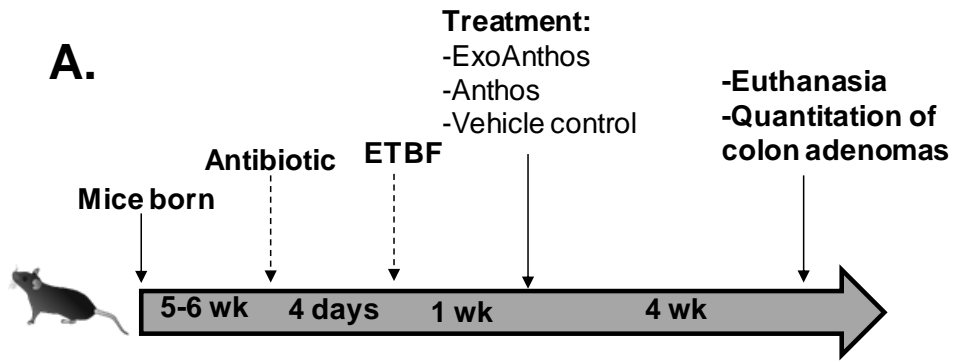 A.
Treatment:
-ExoAnthos
-Anthos
-Vehicle control
-Euthanasia
-Quantitation of
colon adenomas
Antibiotic
ETBF
Mice born
5-6 wk
4 days
1 wk
4 wk